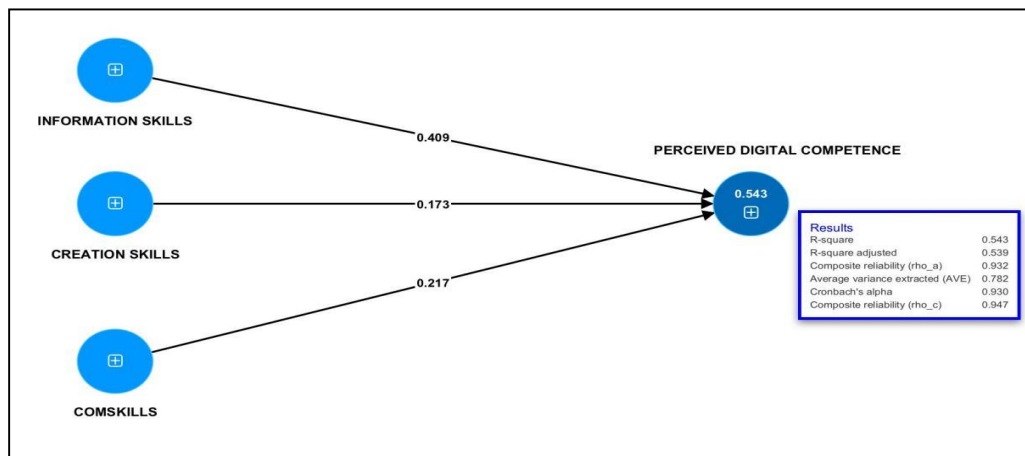 INFORMATION SKILLS
0.409
PERCEIVED DIGITAL COMPETENCE
0.543
0.173
CREATION SKILLS
0.217
COMSKILLS
Results
R-square 0.543
R-square adjusted 0.539
Composite reliability (rho_a) 0.932
Average variance extracted (AVE) 0.782
Cronbach's alpha 0.930
Composite reliability (rho_c) 0.947